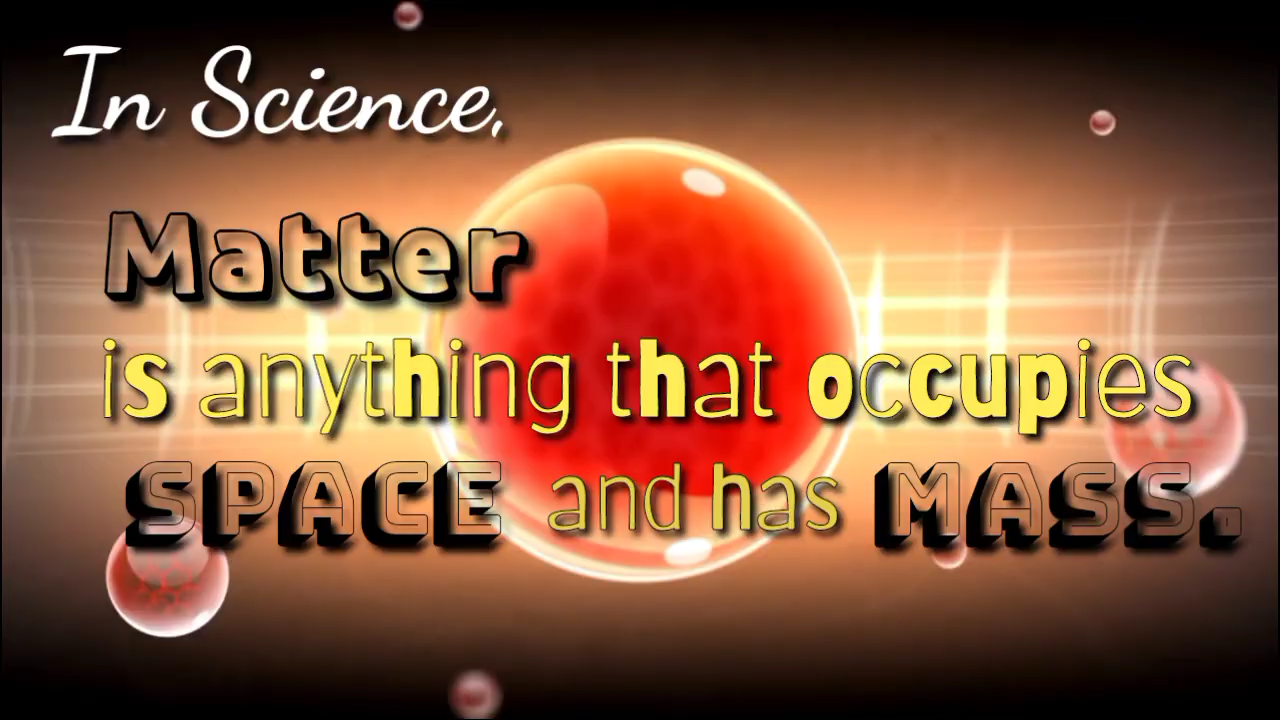 In Science,
Matter
is anything that occupies
SPACE and has MASS.